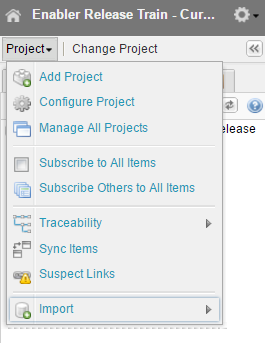 Enabler Release Train - Cur...
Project Change Project
Add Project
Configure Project
Manage All Projects
elease
Subscribe to All Items
Subscribe Others to All Items
Traceability
Sync Items
Suspect Links
Import